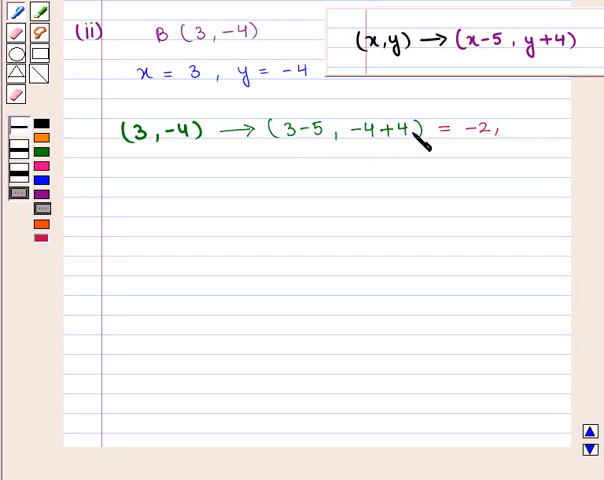 (ii) B (3, -4)
(x,y) → (x-5 , y+4)
x = 3 , y = -4
(3, -4) → (3-5 , -4+4) = -2,